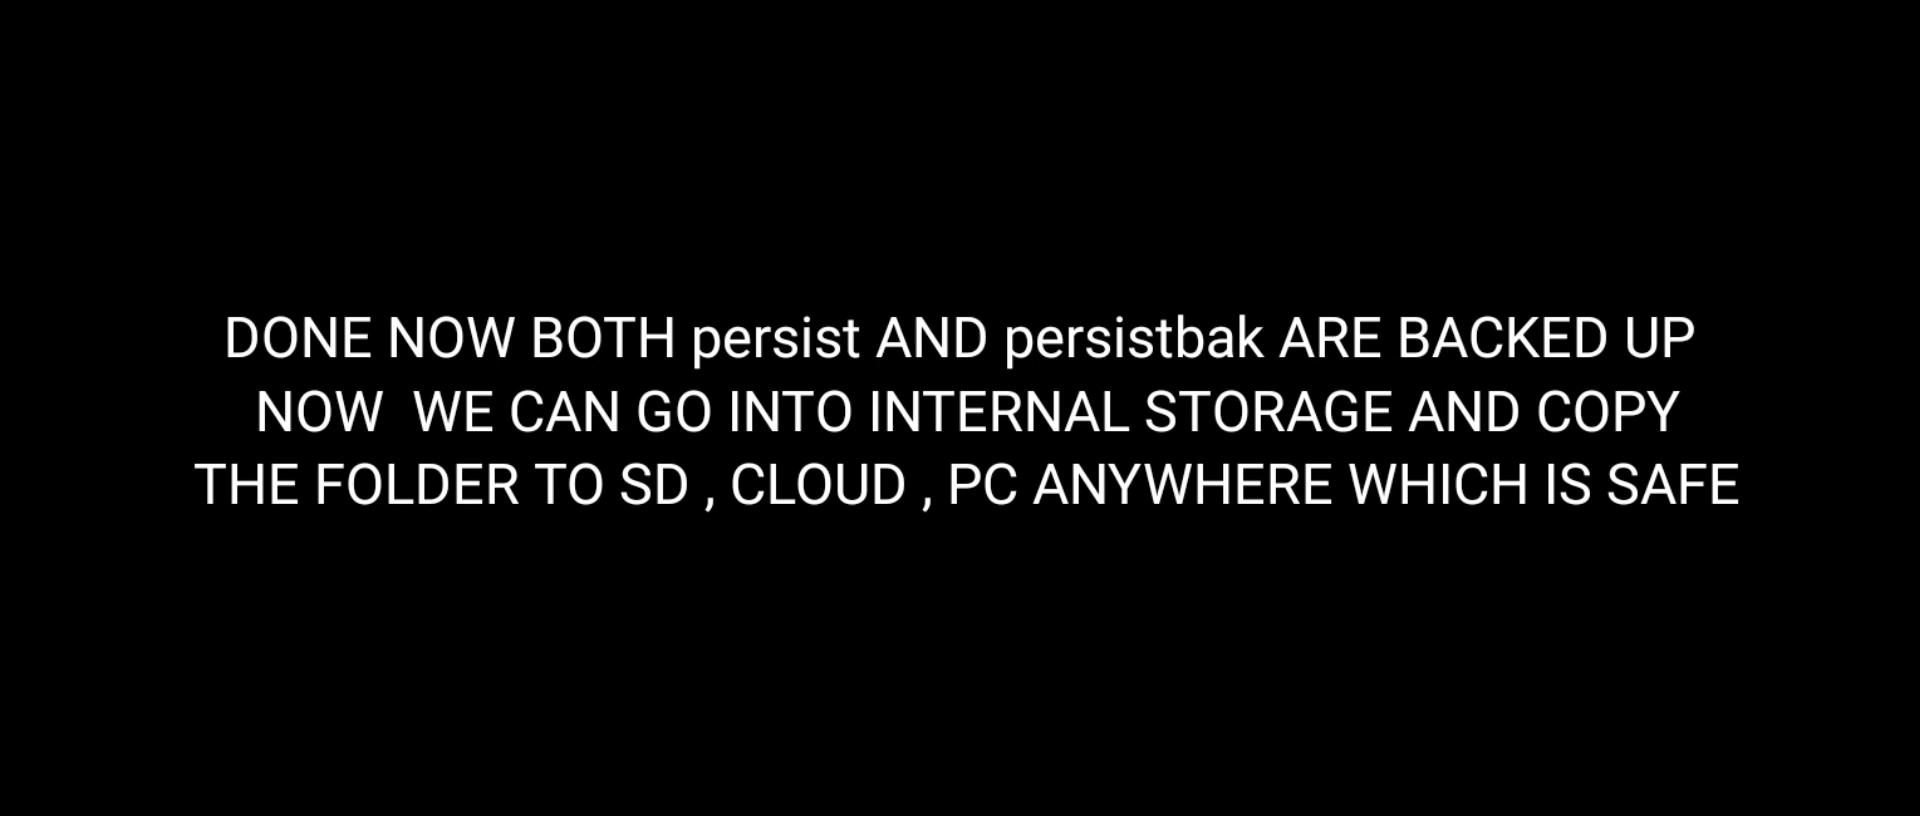 DONE NOW BOTH persist AND persistbak ARE BACKED UP
NOW  WE CAN GO INTO INTERNAL STORAGE AND COPY
THE FOLDER TO SD , CLOUD , PC ANYWHERE WHICH IS SAFE